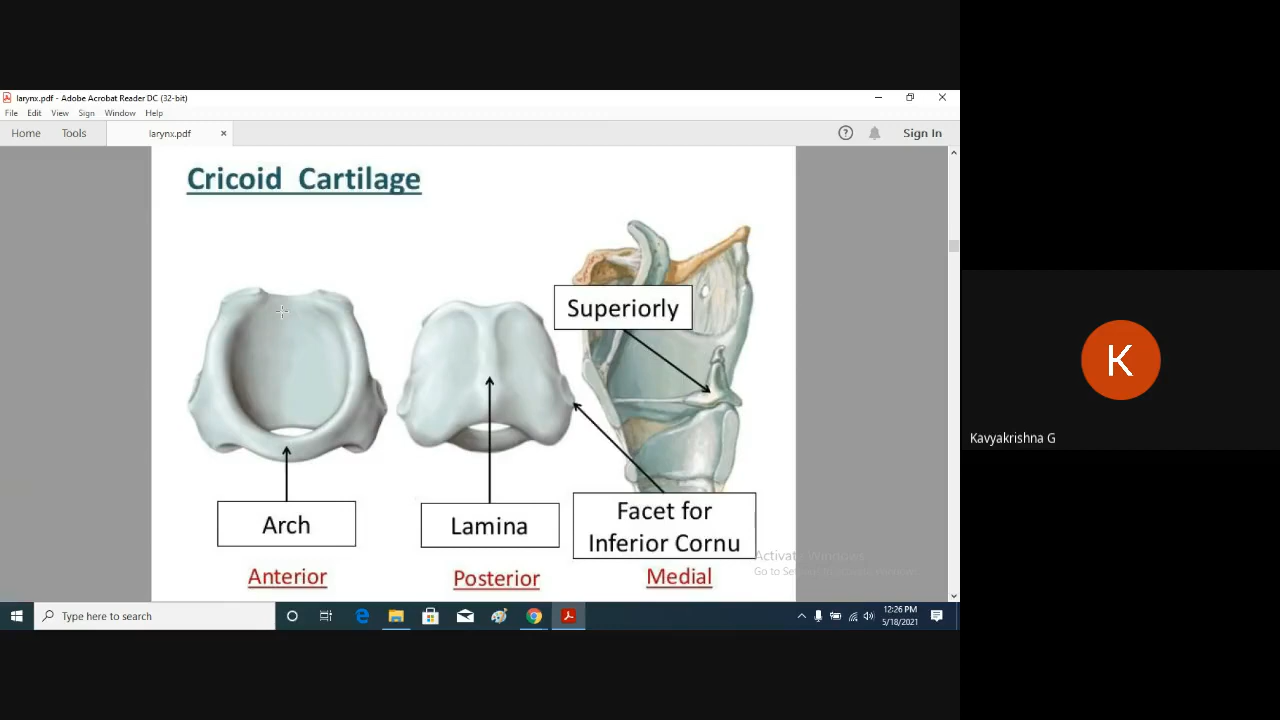 larynx.pdf - Adobe Acrobat Reader DC (32-bit)
File Edit View Sign Window Help
Home Tools larynx.pdf × ? Sign In
Cricoid Cartilage
Superiorly
Arch
Lamina
Facet for
Inferior Cornu
Anterior
Posterior
Medial
Activate Windows
Type here to search
12:26 PM
5/18/2021
K
Kavyakrishna G